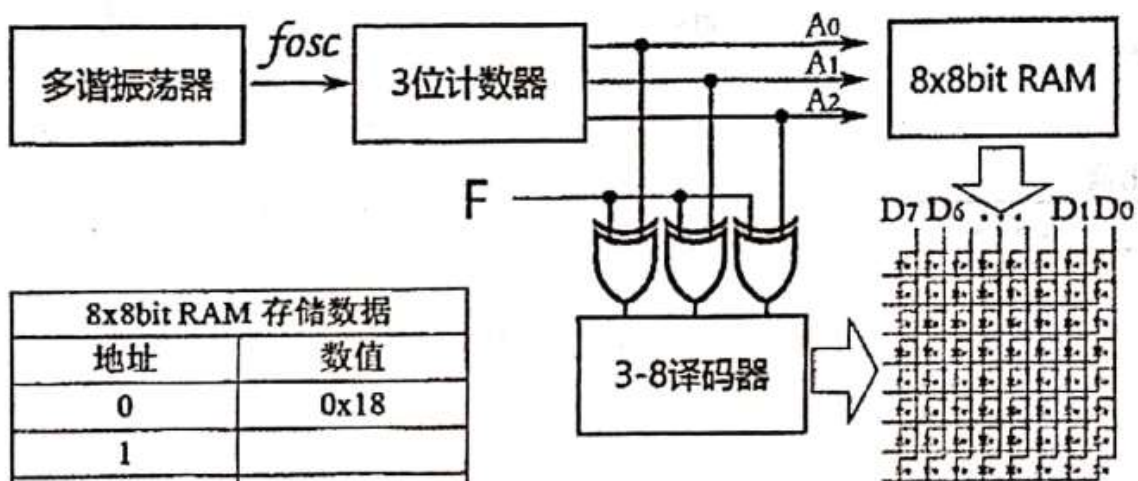 多谐振荡器
fosc
3位计数器
A0
A1
A2
8x8bit RAM
F
D7 D6 ··· D1 D0
3-8译码器
8x8bit RAM 存储数据
地址 数值
0 0x18
1